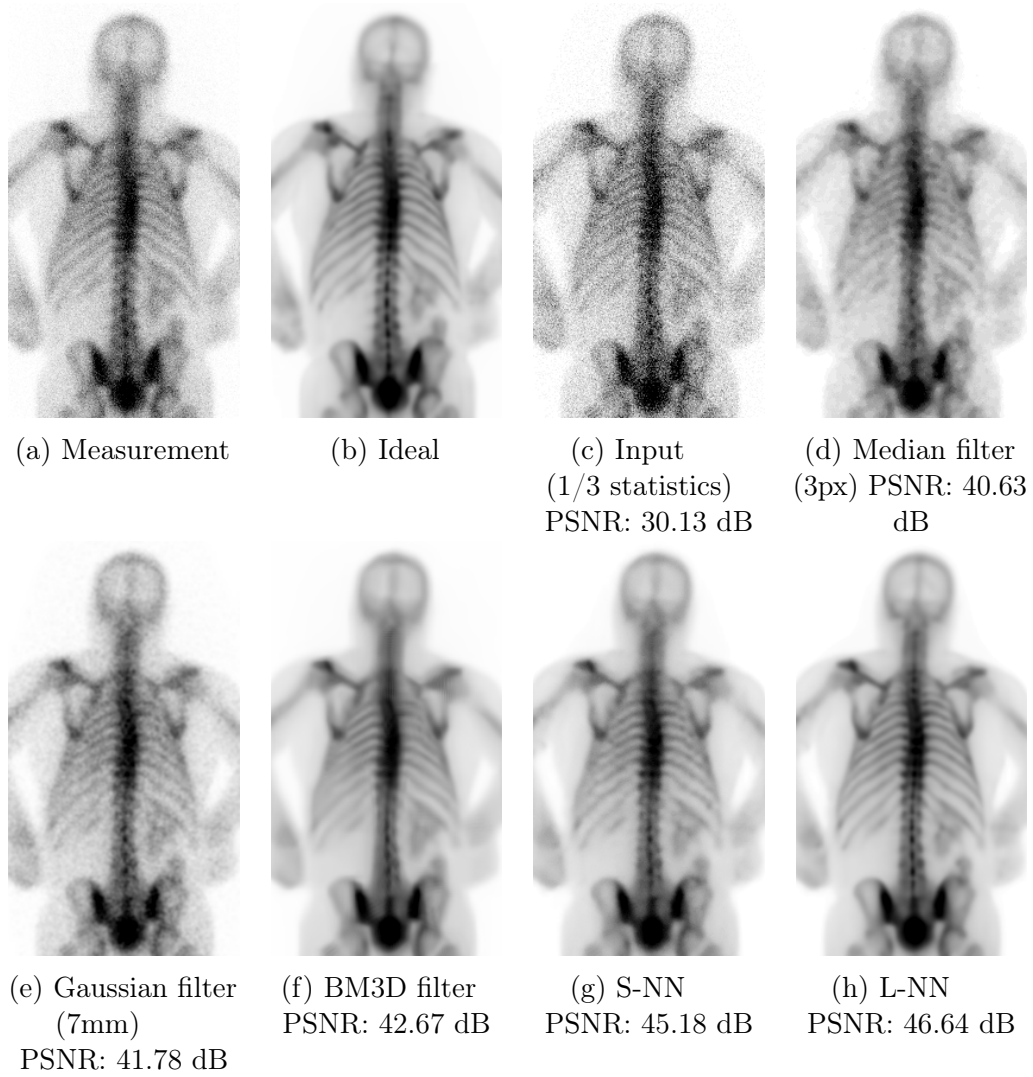 (a) Measurement
(b) Ideal
(c) Input
(1/3 statistics)
PSNR: 30.13 dB
(d) Median filter
(3px) PSNR: 40.63
dB
(e) Gaussian filter
(7mm)
PSNR: 41.78 dB
(f) BM3D filter
PSNR: 42.67 dB
(g) S-NN
PSNR: 45.18 dB
(h) L-NN
PSNR: 46.64 dB